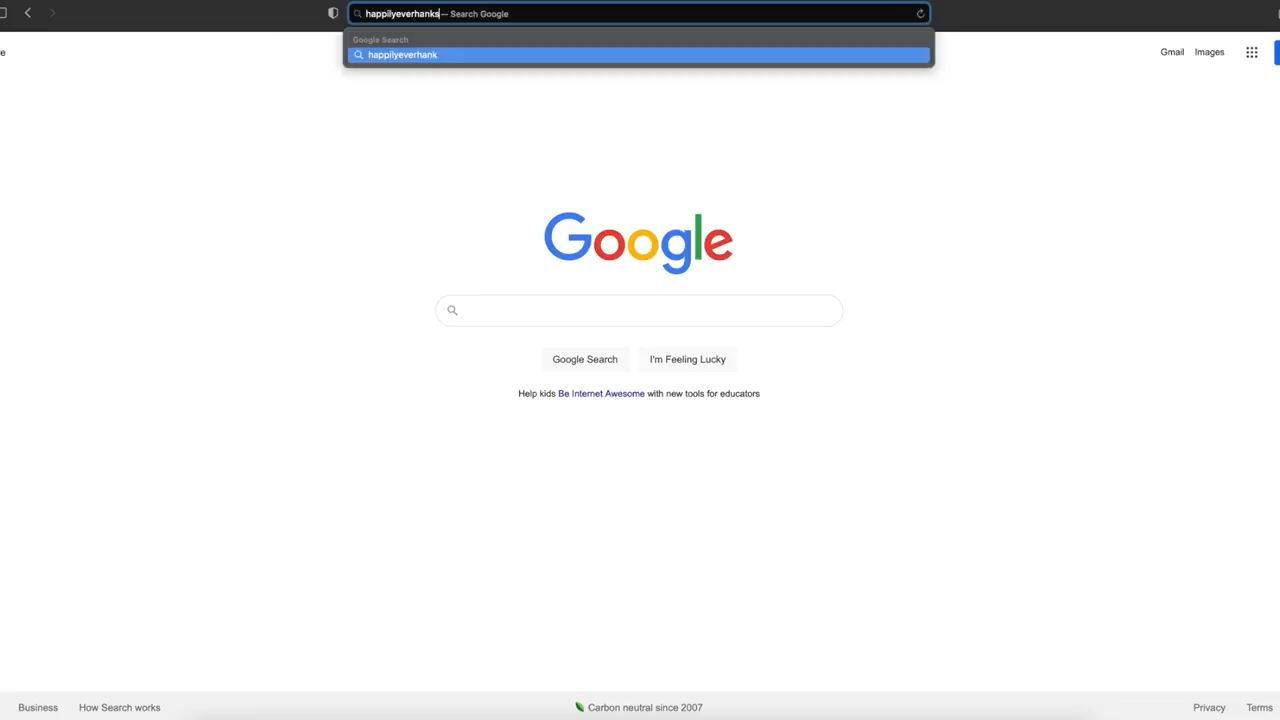 happilyeverhanks — Search Google
Google Search
happilyeverhank
e
Gmail Images
Google
Google Search I'm Feeling Lucky
Help kids Be Internet Awesome with new tools for educators
Business How Search works Carbon neutral since 2007 Privacy Terms